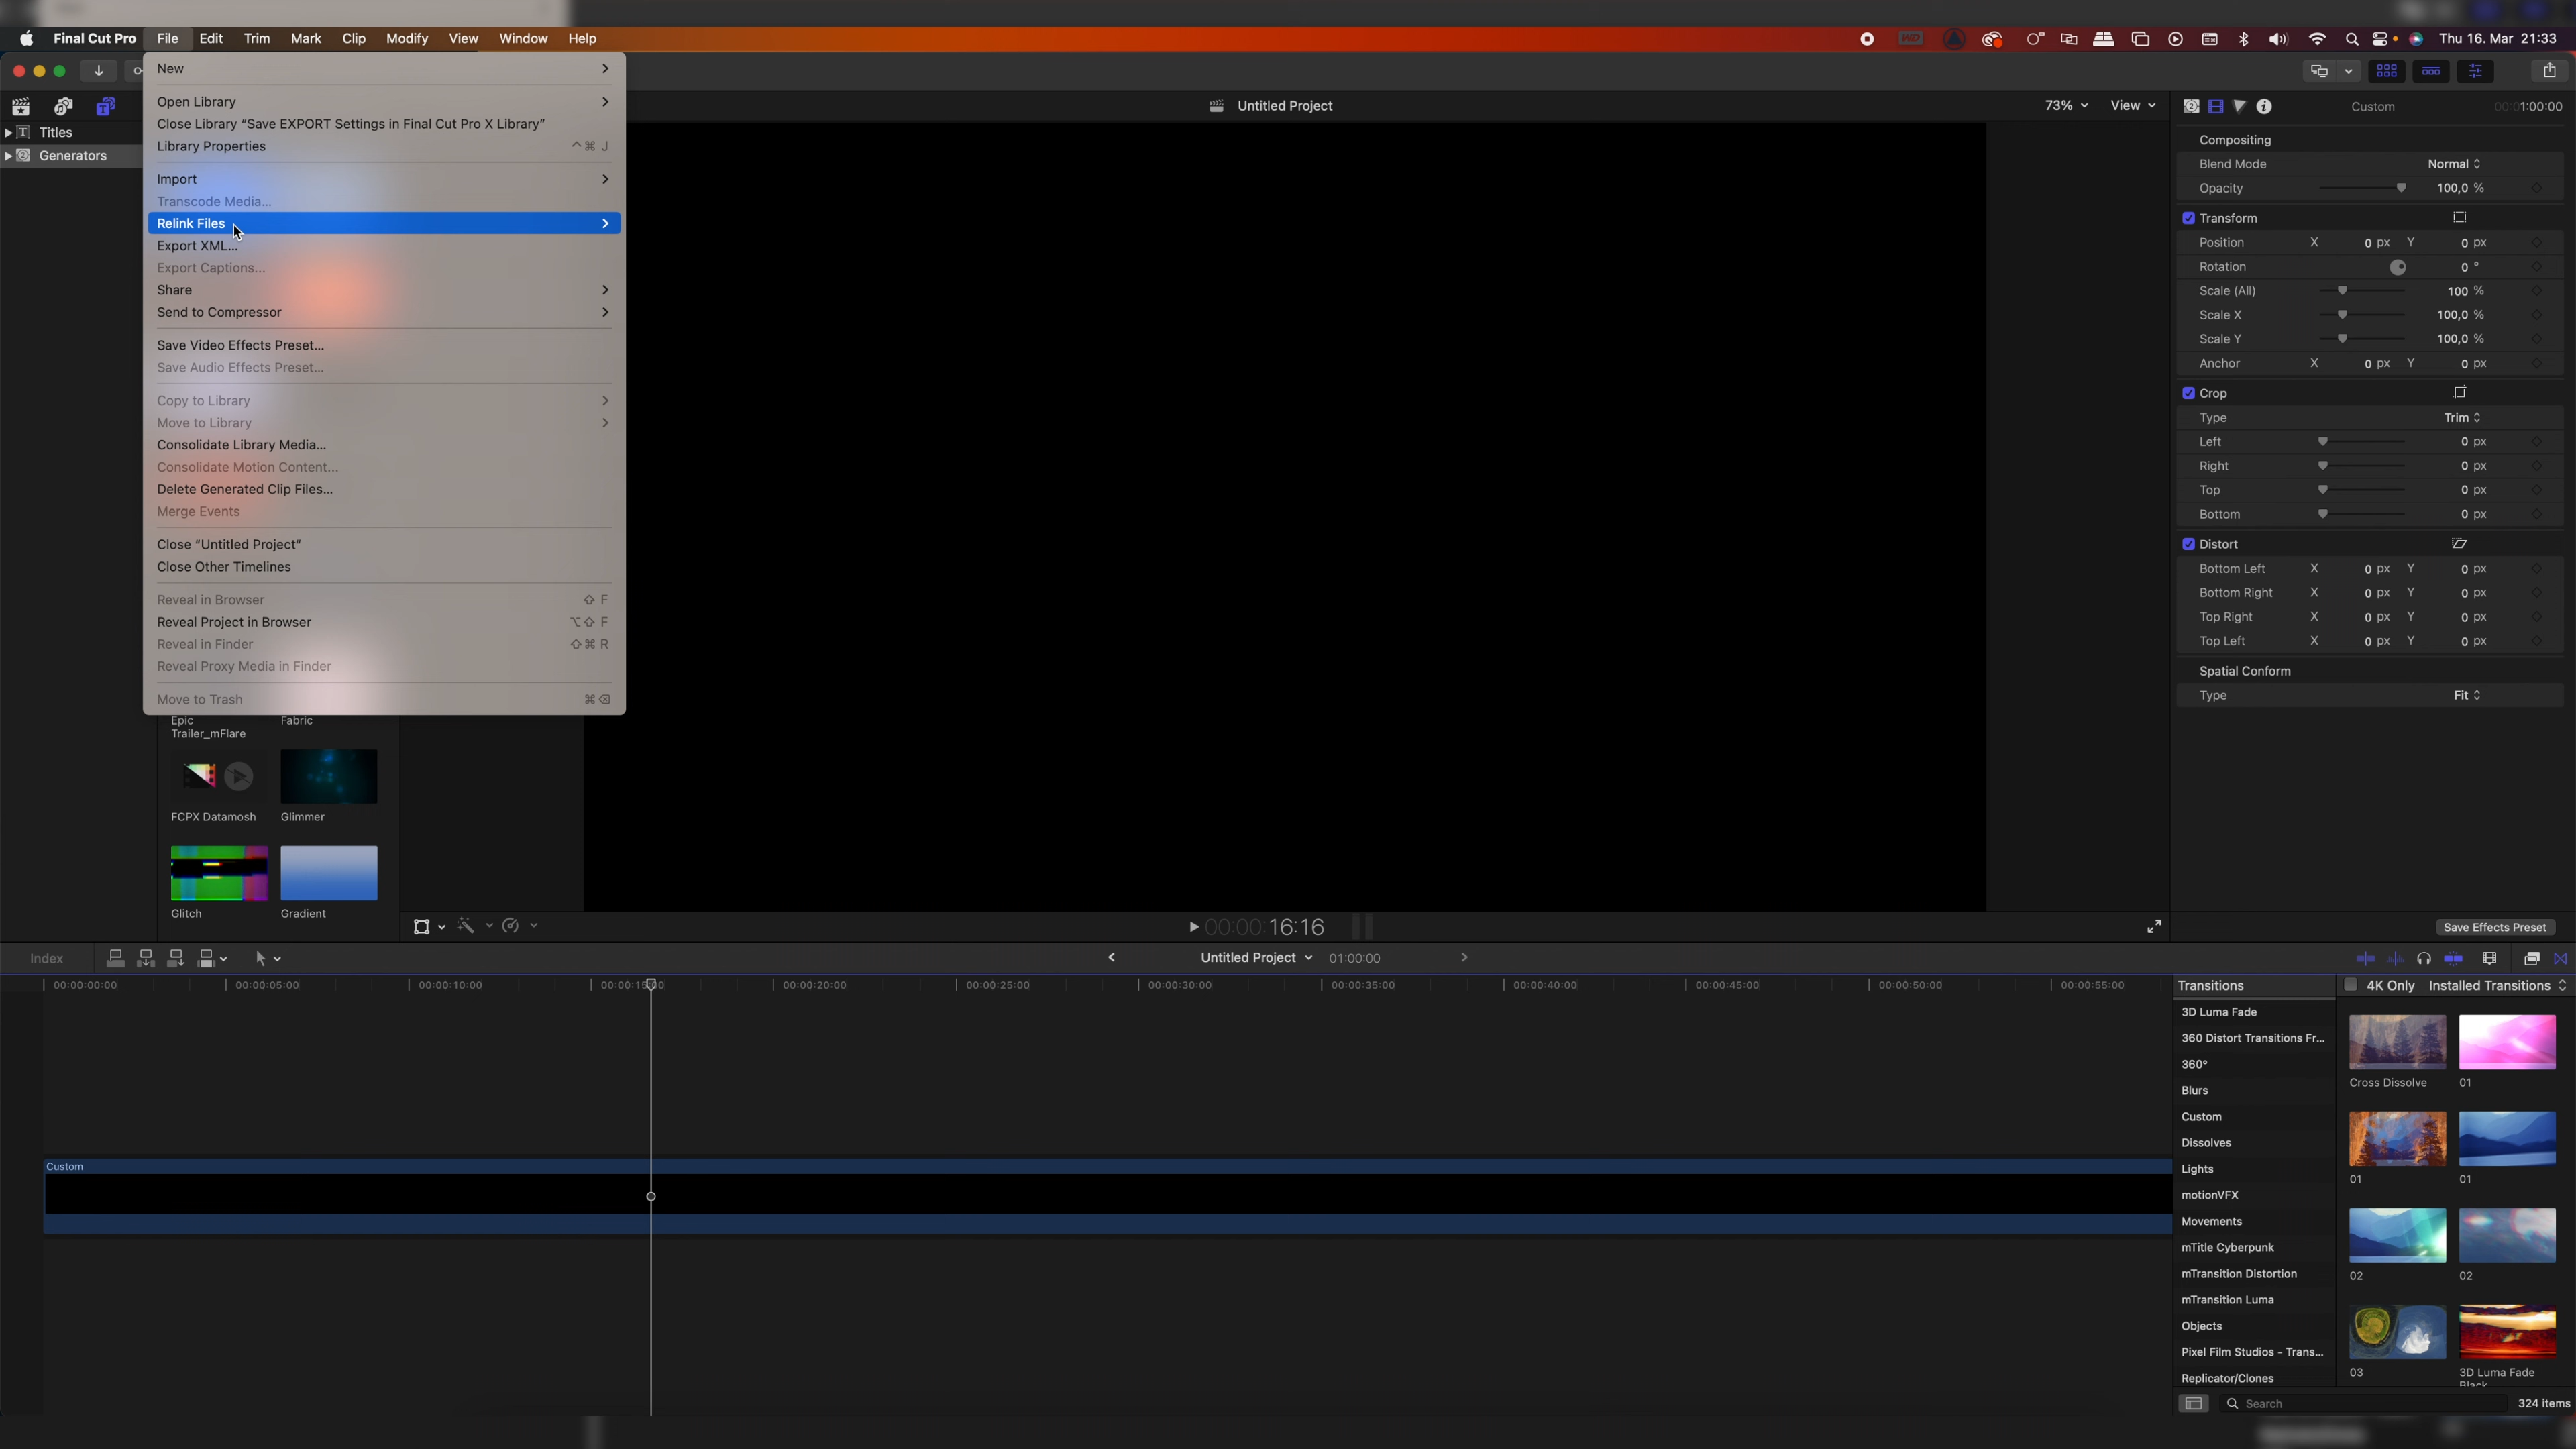 Final Cut Pro File Edit Trim Mark Clip Modify View Window Help Thu 16. Mar 21:33
New
Open Library
Close Library “Save EXPORT Settings in Final Cut Pro X Library”
Library Properties ^⌘ J
Import
Transcode Media...
Relink Files
Export XML...
Export Captions...
Share
Send to Compressor
Save Video Effects Preset...
Save Audio Effects Preset...
Copy to Library
Move to Library
Consolidate Library Media...
Consolidate Motion Content...
Delete Generated Clip Files...
Merge Events
Close “Untitled Project”
Close Other Timelines
Reveal in Browser ⇧ F
Reveal Project in Browser ⌥⇧ F
Reveal in Finder ⇧⌘ R
Reveal Proxy Media in Finder
Move to Trash ⌘⌫
Titles
Generators
Epic Trailer_mFlare
Fabric
FCPX Datamosh
Glimmer
Glitch
Gradient
Untitled Project
73% View
00:00:16:16
Custom 00:01:00:00
Compositing
Blend Mode Normal
Opacity 100,0 %
Transform
Position X 0 px Y 0 px
Rotation 0 °
Scale (All) 100 %
Scale X 100,0 %
Scale Y 100,0 %
Anchor X 0 px Y 0 px
Crop
Type Trim
Left 0 px
Right 0 px
Top 0 px
Bottom 0 px
Distort
Bottom Left X 0 px Y 0 px
Bottom Right X 0 px Y 0 px
Top Right X 0 px Y 0 px
Top Left X 0 px Y 0 px
Spatial Conform
Type Fit
Save Effects Preset
Index
Untitled Project 01:00:00
00:00:00:00 00:00:05:00 00:00:10:00 00:00:15:00 00:00:20:00 00:00:25:00 00:00:30:00 00:00:35:00 00:00:40:00 00:00:45:00 00:00:50:00 00:00:55:00
Custom
Transitions
3D Luma Fade
360 Distort Transitions Fr...
360°
Blurs
Custom
Dissolves
Lights
motionVFX
Movements
mTitle Cyberpunk
mTransition Distortion
mTransition Luma
Objects
Pixel Film Studios - Trans...
Replicator/Clones
4K Only Installed Transitions
Cross Dissolve 01
01 01
02 02
03 3D Luma Fade
Black
Search 324 items